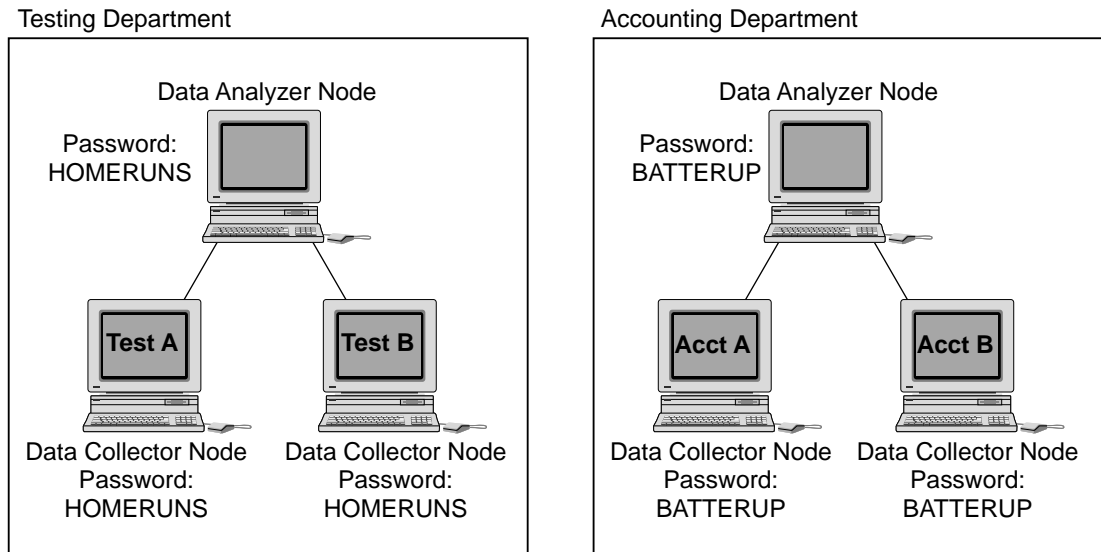 Testing Department
Data Analyzer Node
Password:
HOMERUNS
Test A
Test B
Data Collector Node
Password:
HOMERUNS
Data Collector Node
Password:
HOMERUNS
Accounting Department
Data Analyzer Node
Password:
BATTERUP
Acct A
Acct B
Data Collector Node
Password:
BATTERUP
Data Collector Node
Password:
BATTERUP